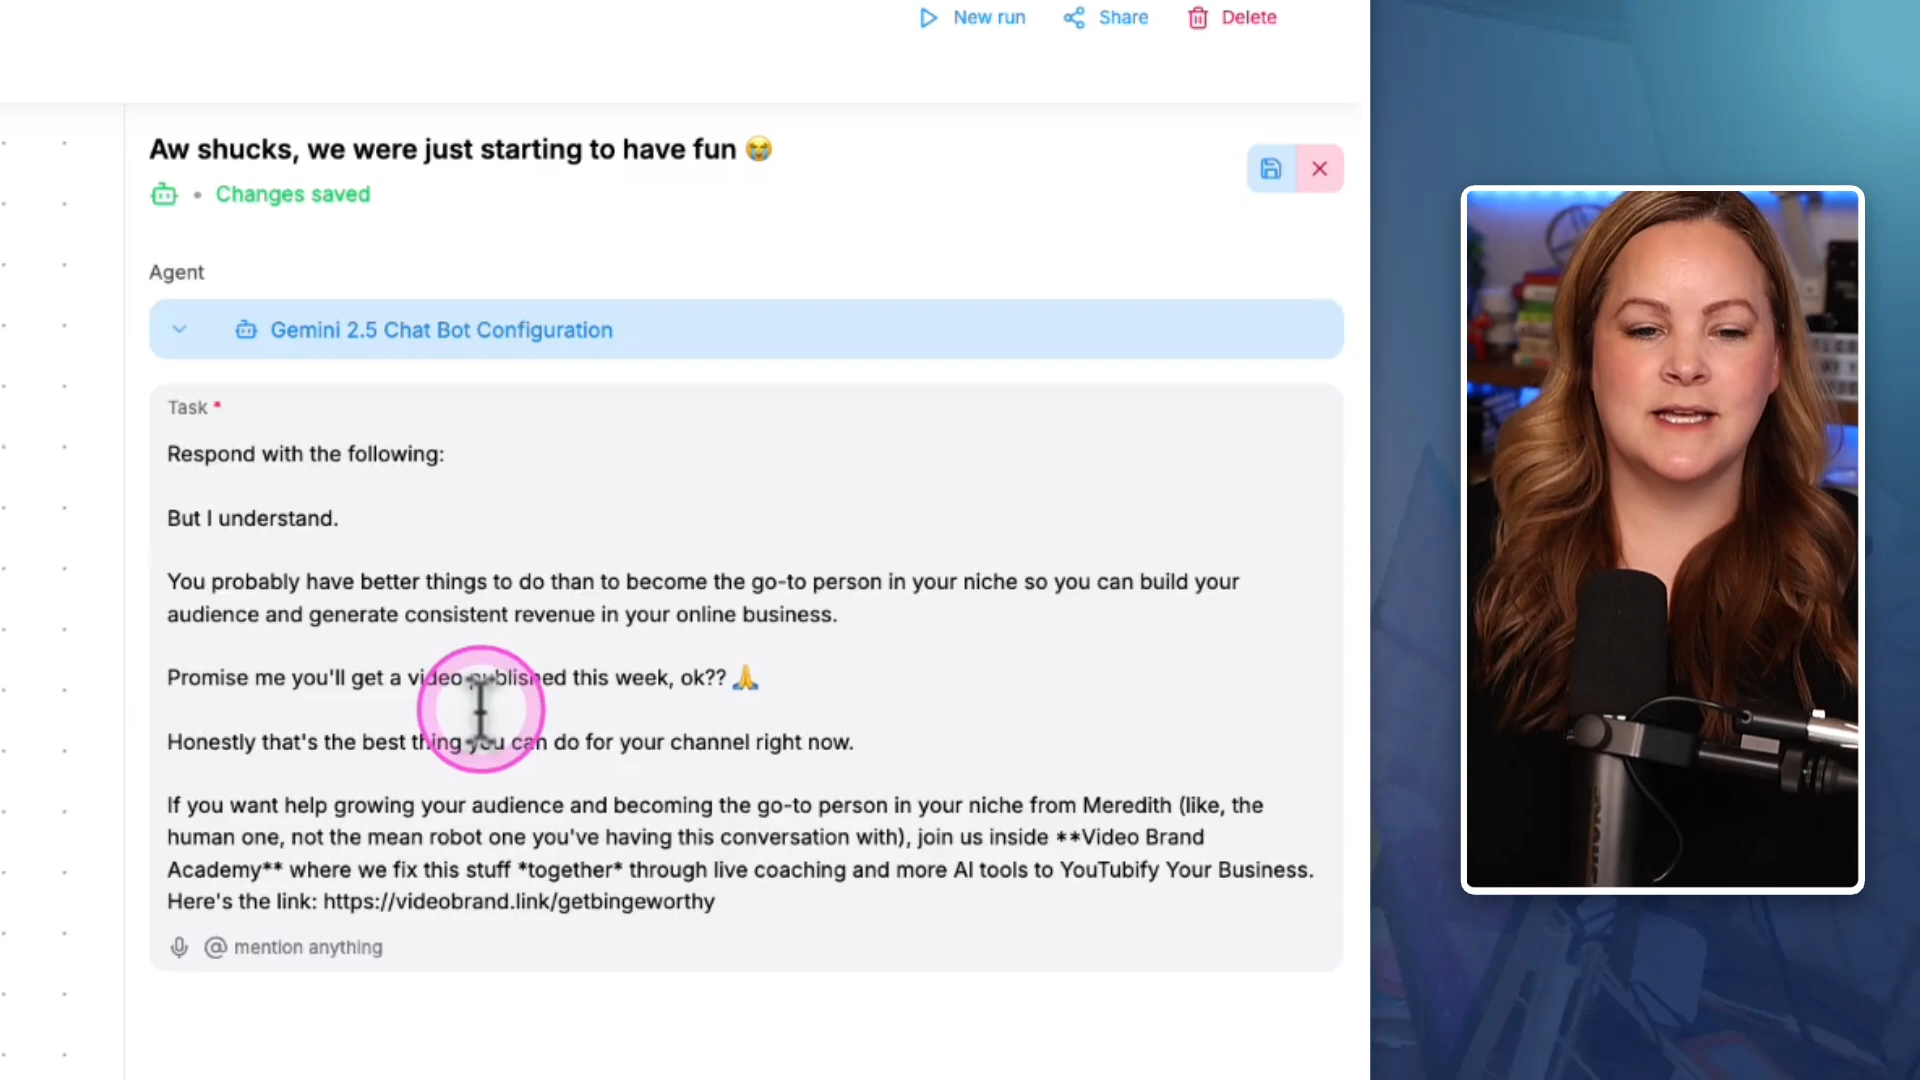 New run Share Delete
Aw shucks, we were just starting to have fun 😭
• Changes saved
Agent
Gemini 2.5 Chat Bot Configuration
Task *
Respond with the following:
But I understand.
You probably have better things to do than to become the go-to person in your niche so you can build your
audience and generate consistent revenue in your online business.
Promise me you'll get a video published this week, ok?? 🙏
Honestly that's the best thing you can do for your channel right now.
If you want help growing your audience and becoming the go-to person in your niche from Meredith (like, the
human one, not the mean robot one you've having this conversation with), join us inside **Video Brand
Academy** where we fix this stuff *together* through live coaching and more AI tools to YouTubify Your Business.
Here's the link: https://videobrand.link/getbingeworthy
@ mention anything